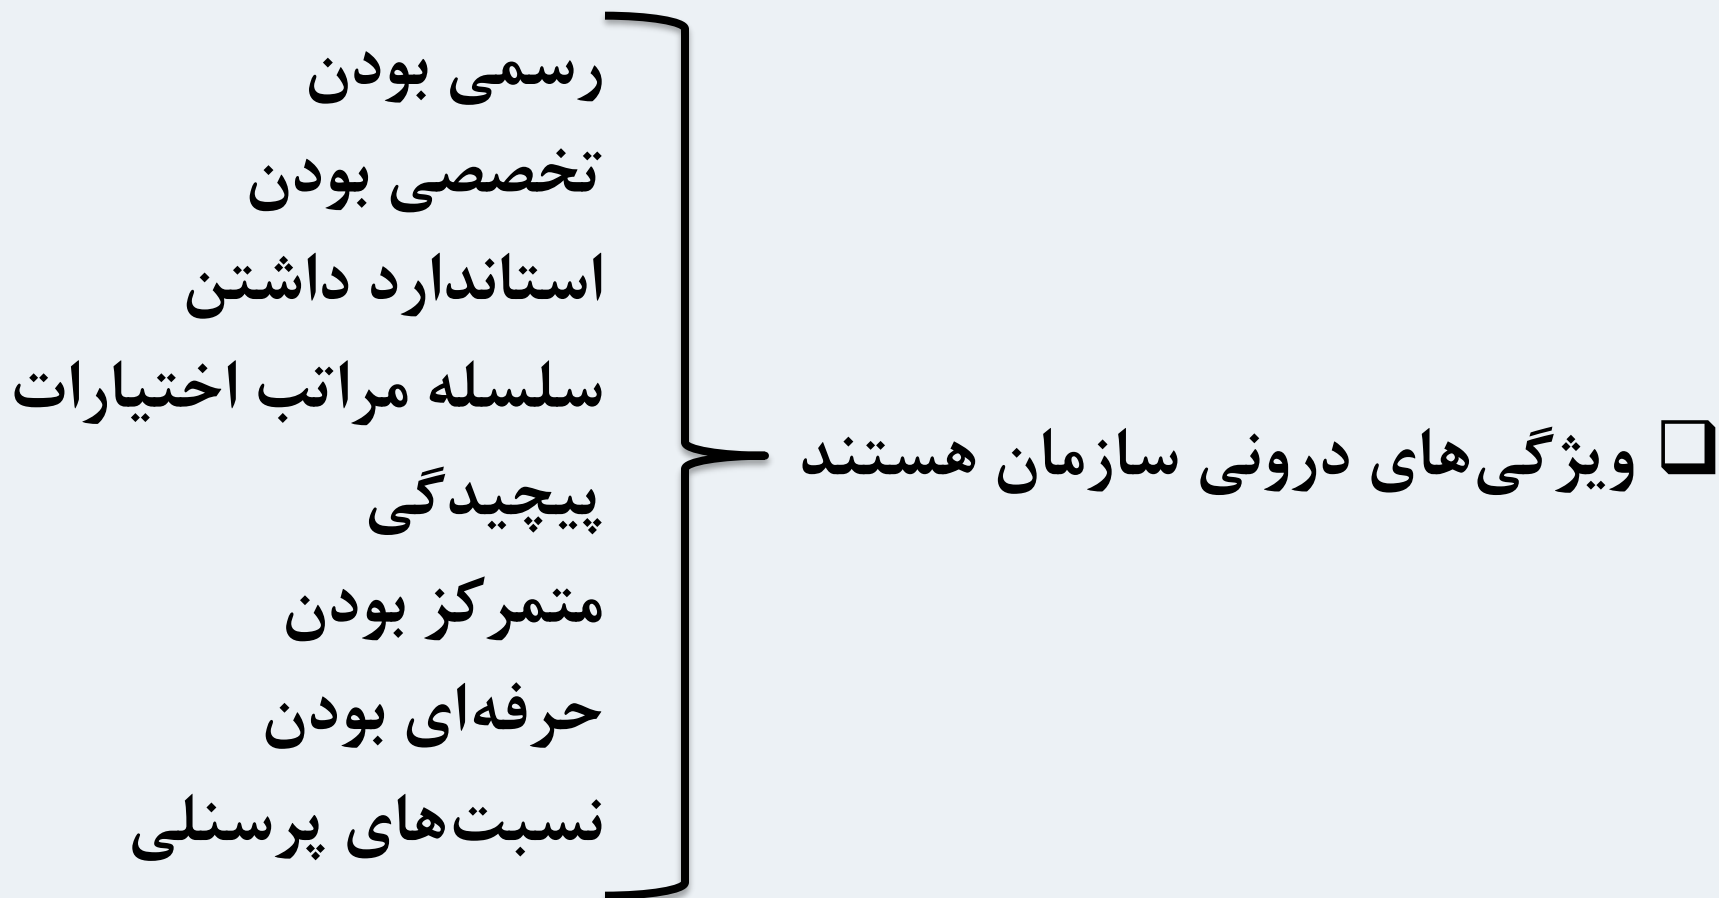 ویژگی‌های درونی سازمان هستند
رسمی بودن
تخصصی بودن
استاندارد داشتن
سلسله مراتب اختیارات
پیچیدگی
متمرکز بودن
حرفه‌ای بودن
نسبت‌های پرسنلی